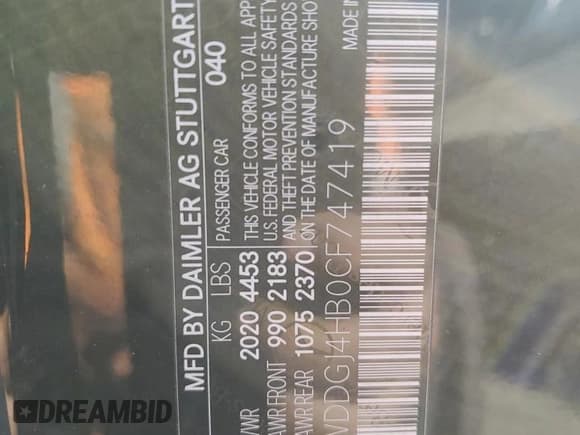 MFD BY DAIMLER AG STUTTGART
040
KG LBS PASSENGER CAR
2020 4453 THIS VEHICLE CONFORMS TO ALL APP
AWR FRONT 990 2183 U.S. FEDERAL MOTOR VEHICLE SAFETY
AND THEFT PREVENTION STANDARDS
AWR REAR 1075 2370 ON THE DATE OF MANUFACTURE SHO
WDDGJ4HB0CF747419 MADE IN
DREAMBID